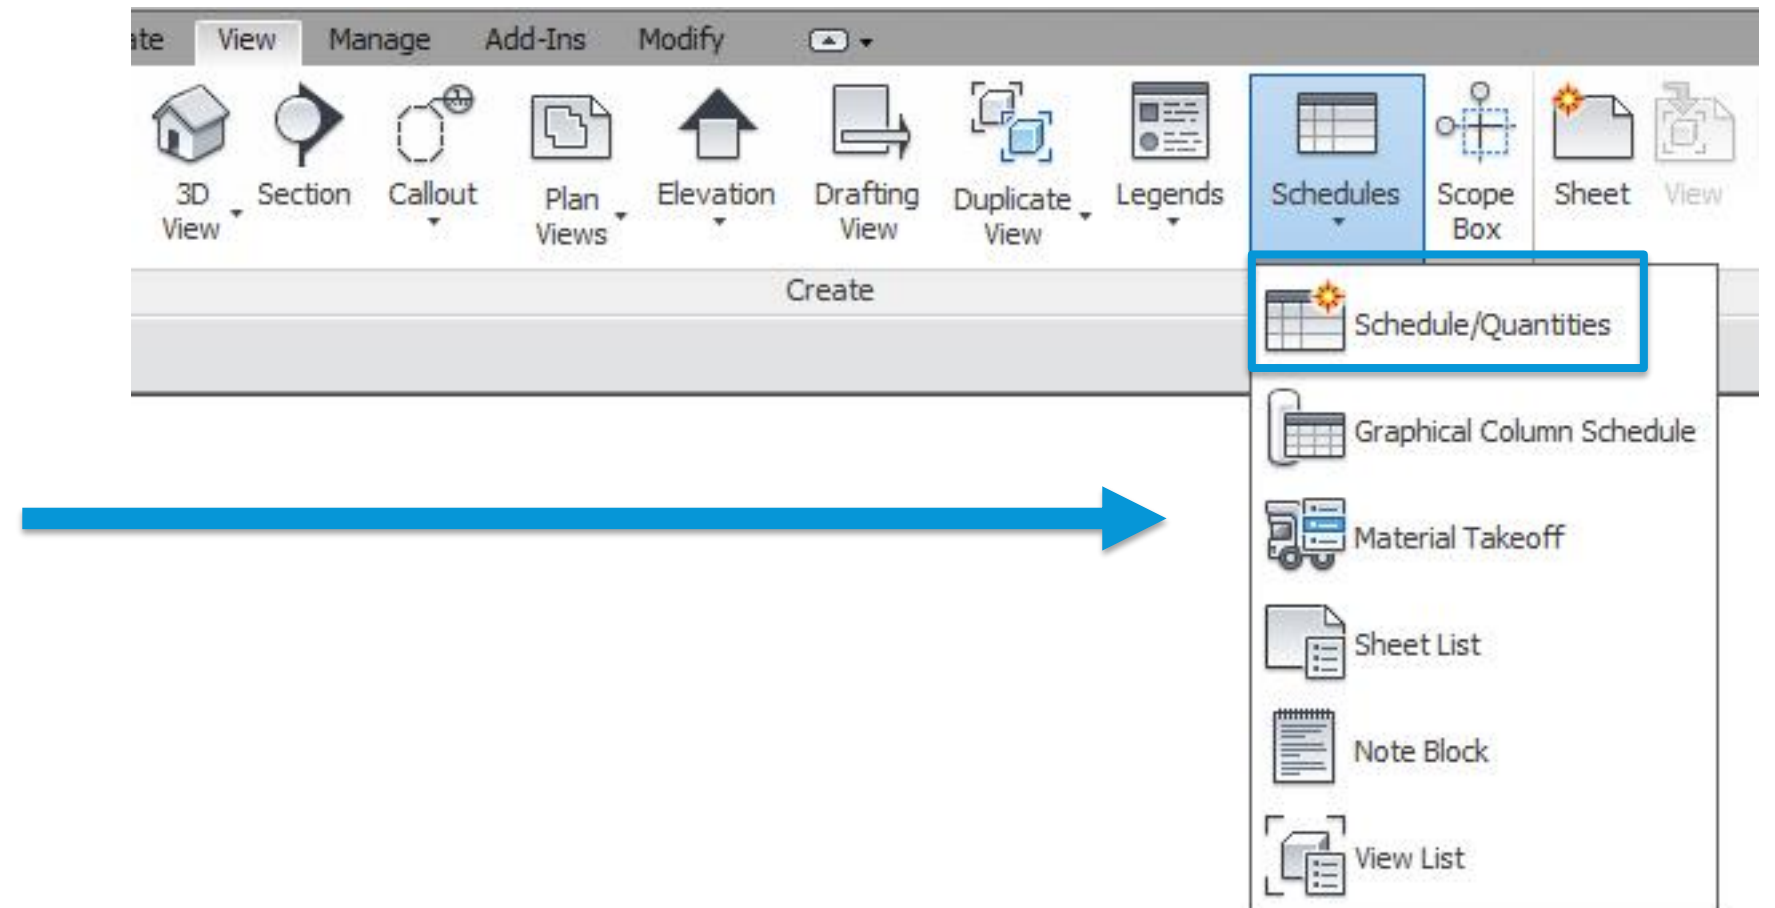 ate View Manage Add-Ins Modify
3D View Section Callout Plan Views Elevation Drafting View Duplicate View Legends Schedules Scope Box Sheet View
Create
Schedule/Quantities
Graphical Column Schedule
Material Takeoff
Sheet List
Note Block
View List